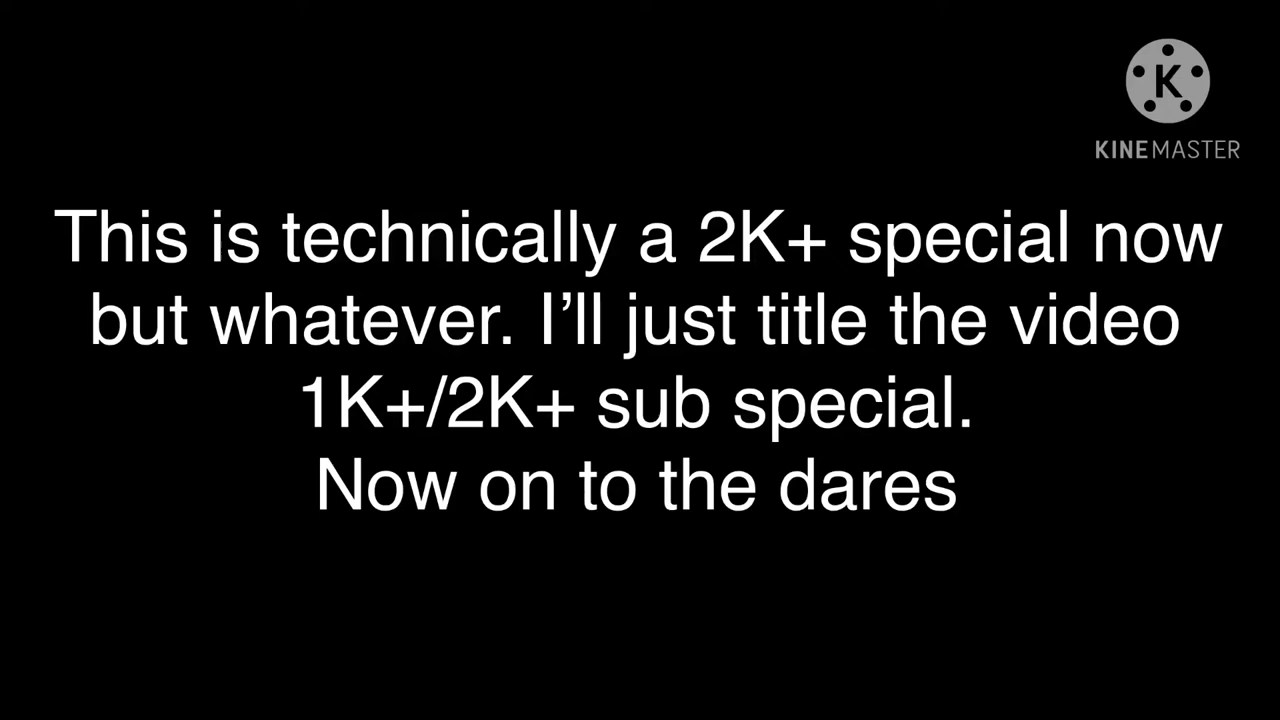 K
KINEMASTER
This is technically a 2K+ special now
but whatever. I’ll just title the video
1K+/2K+ sub special.
Now on to the dares